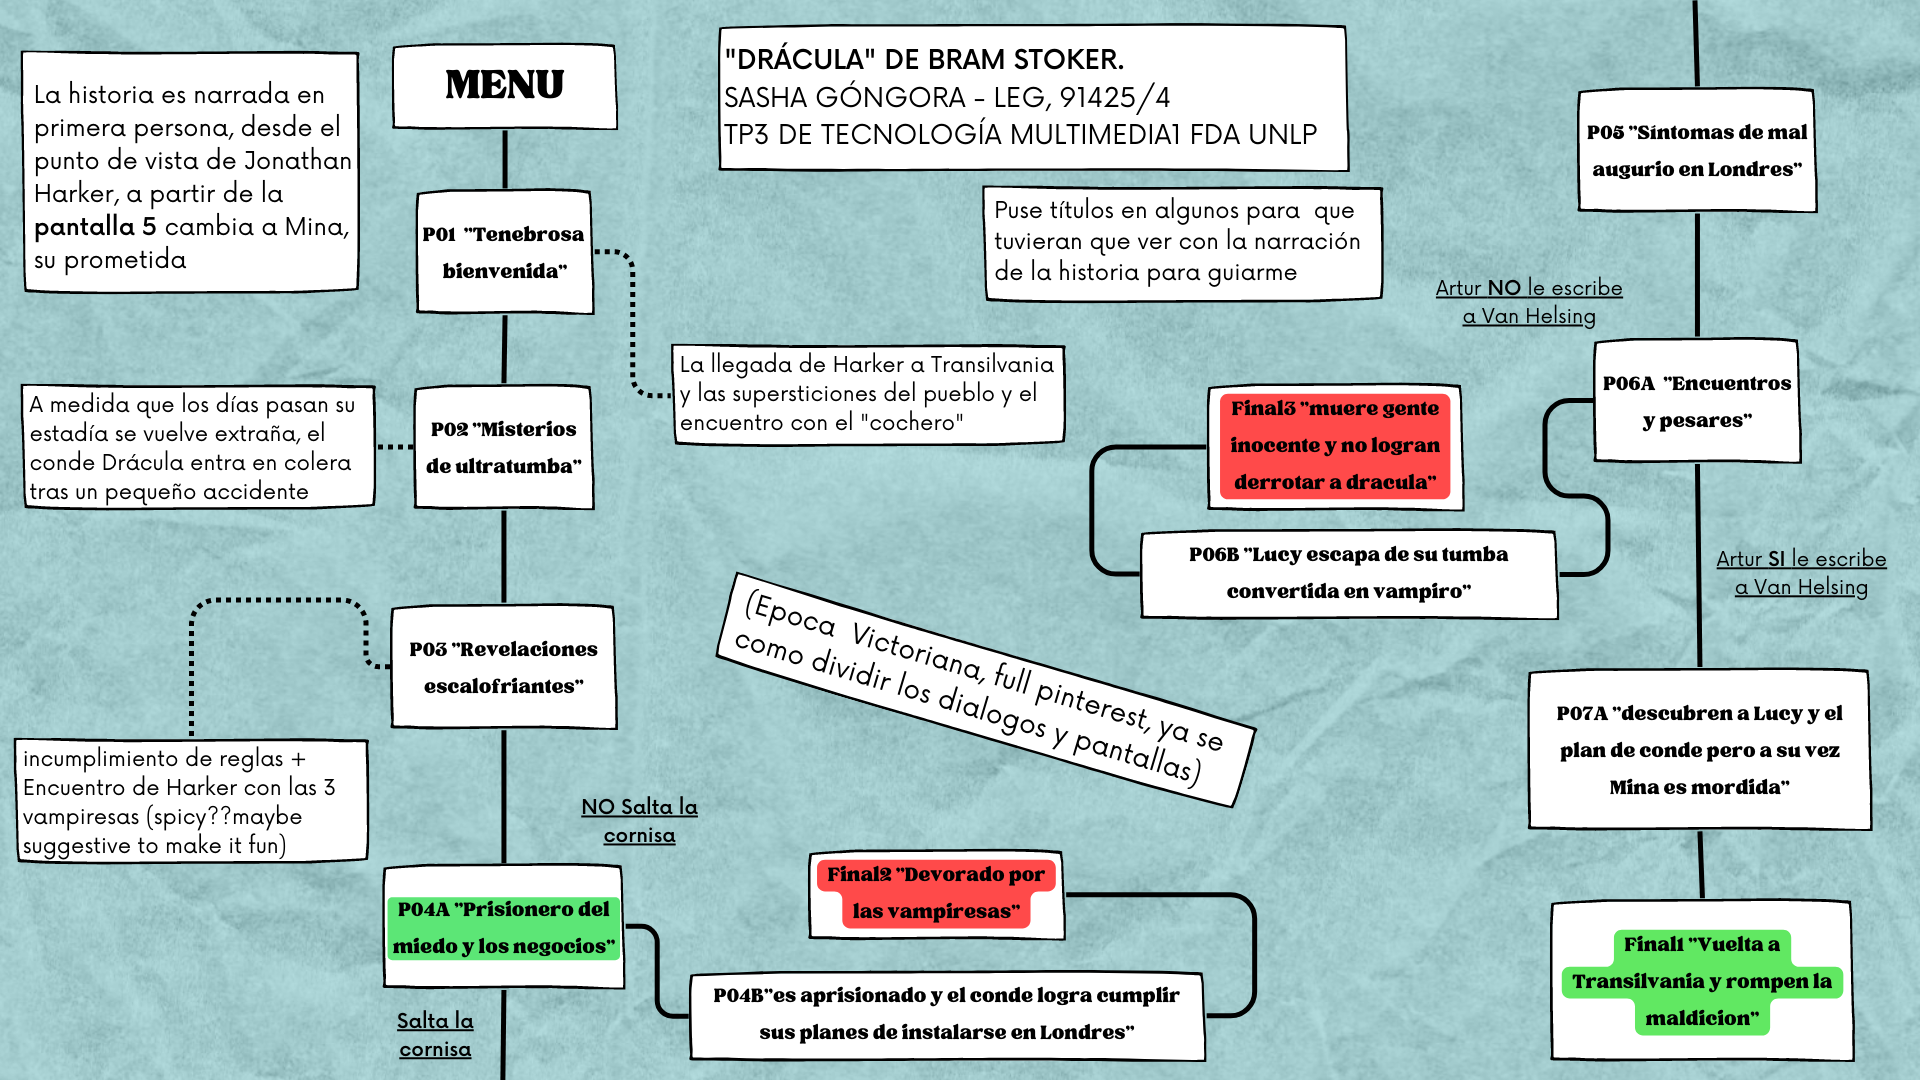 La historia es narrada en
primera persona, desde el
punto de vista de Jonathan
Harker, a partir de la
pantalla 5 cambia a Mina,
su prometida
MENU
"DRÁCULA" DE BRAM STOKER.
SASHA GÓNGORA - LEG, 91425/4
TP3 DE TECNOLOGÍA MULTIMEDIA1 FDA UNLP
P01 "Tenebrosa
bienvenida"
Puse títulos en algunos para que
tuvieran que ver con la narración
de la historia para guiarme
La llegada de Harker a Transilvania
y las supersticiones del pueblo y el
encuentro con el "cochero"
A medida que los días pasan su
estadía se vuelve extraña, el
conde Drácula entra en colera
tras un pequeño accidente
P02 "Misterios
de ultratumba"
P03 "Revelaciones
escalofriantes"
incumplimiento de reglas +
Encuentro de Harker con las 3
vampiresas (spicy??maybe
suggestive to make it fun)
(Epoca Victoriana, full pinterest, ya se
como dividir los dialogos y pantallas)
NO Salta la
cornisa
P04A "Prisionero del
miedo y los negocios"
Salta la
cornisa
Final2 "Devorado por
las vampiresas"
P04B"es aprisionado y el conde logra cumplir
sus planes de instalarse en Londres"
P05 "Síntomas de mal
augurio en Londres"
Artur NO le escribe
a Van Helsing
P06A "Encuentros
y pesares"
Final3 "muere gente
inocente y no logran
derrotar a dracula"
P06B "Lucy escapa de su tumba
convertida en vampiro"
Artur SI le escribe
a Van Helsing
P07A "descubren a Lucy y el
plan de conde pero a su vez
Mina es mordida"
Final1 "Vuelta a
Transilvania y rompen la
maldicion"